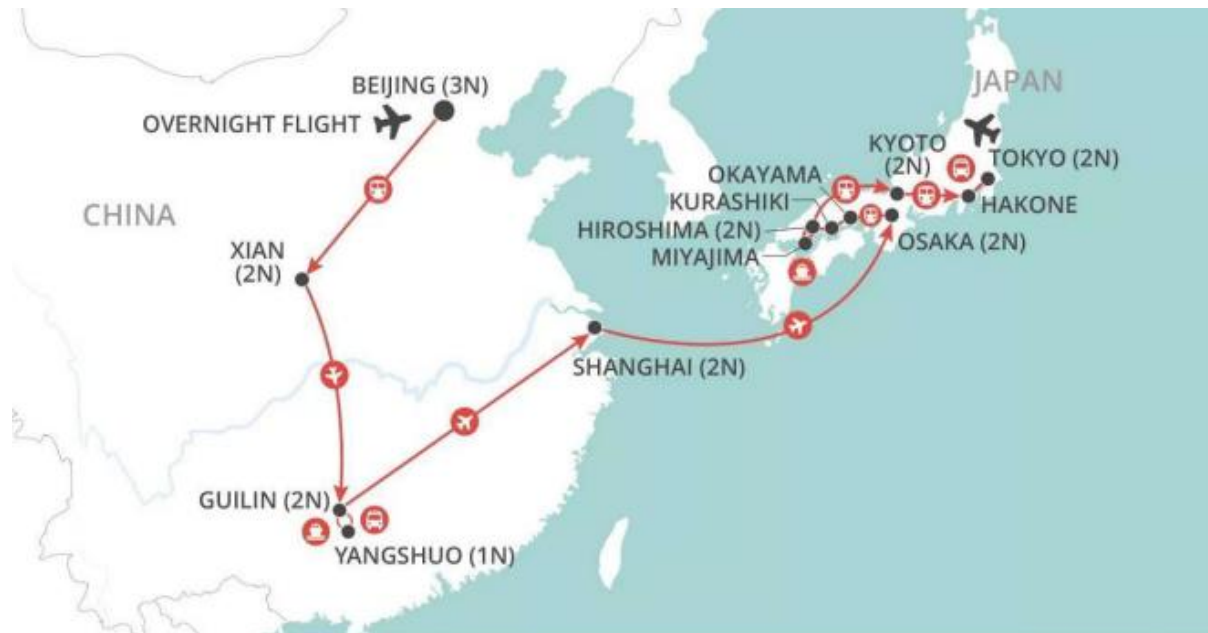 BEIJING (3N)
OVERNIGHT FLIGHT
CHINA
XIAN
(2N)
GUILIN (2N)
YANGSHUO (1N)
SHANGHAI (2N)
JAPAN
KYOTO
(2N)
TOKYO (2N)
OKAYAMA
KURASHIKI
HAKONE
HIROSHIMA (2N)
OSAKA (2N)
MIYAJIMA